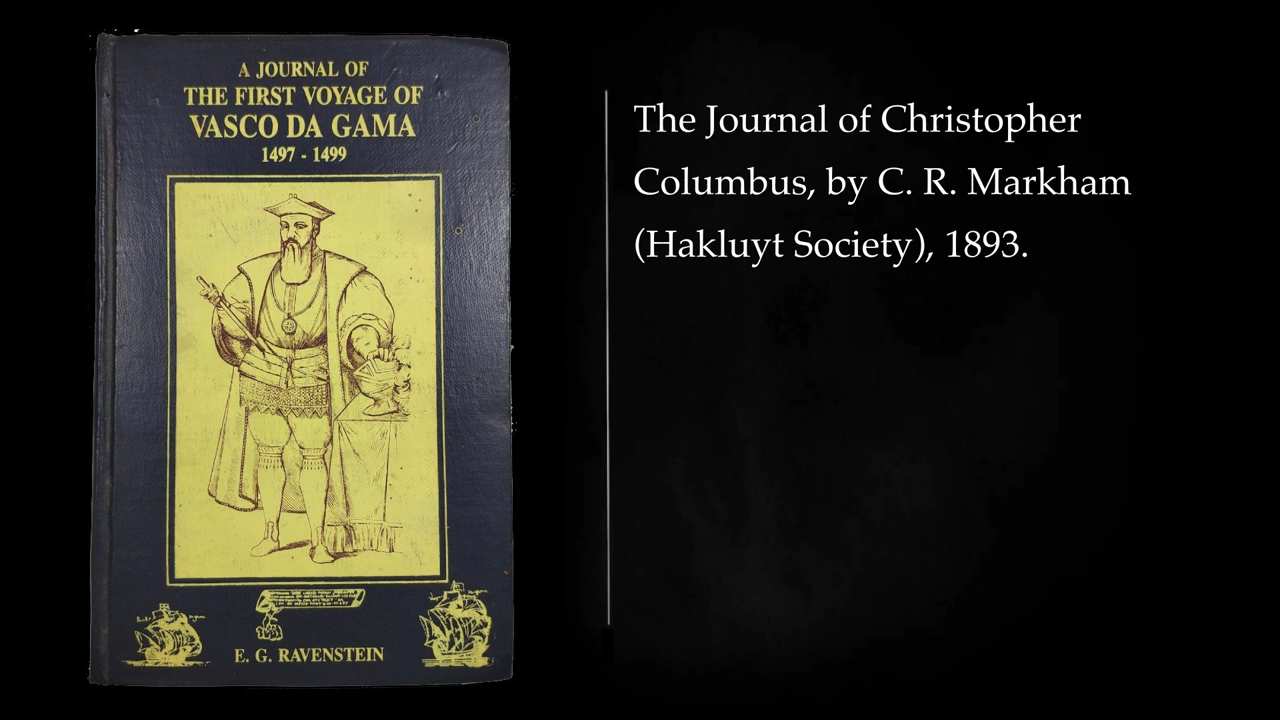 A JOURNAL OF
THE FIRST VOYAGE OF
VASCO DA GAMA
1497 - 1499
E. G. RAVENSTEIN
The Journal of Christopher
Columbus, by C. R. Markham
(Hakluyt Society), 1893.